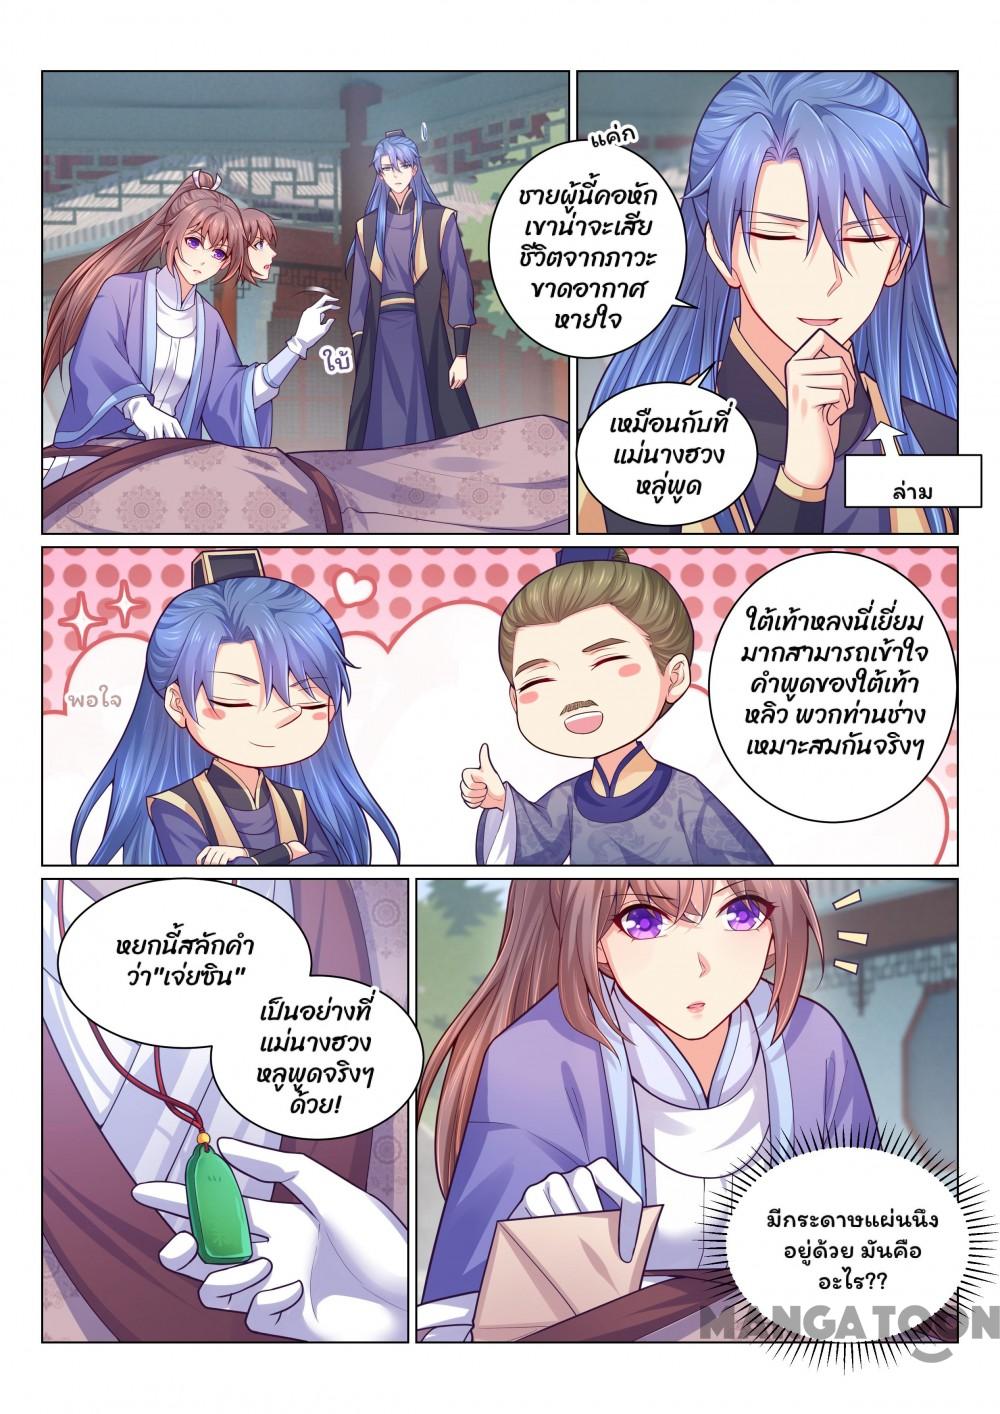 ใบ้
แค่ก
ชายผู้นี้คอหัก
เขาน่าจะเสีย
ชีวิตจากภาวะ
ขาดอากาศ
หายใจ
เหมือนกับที่
แม่นางฮวง
หลู่พูด
ล่าม
พอใจ
ใต้เท้าหลงนี่เยี่ยม
มากสามารถเข้าใจ
คำพูดของใต้เท้า
หลิว พวกท่านช่าง
เหมาะสมกันจริงๆ
หยกนี้สลักคำ
ว่า"เจ่ยซิน"
เป็นอย่างที่
แม่นางฮวง
หลูพูดจริงๆ
ด้วย!
มีกระดาษแผ่นนึง
อยู่ด้วย มันคือ
อะไร??
MANGATOON